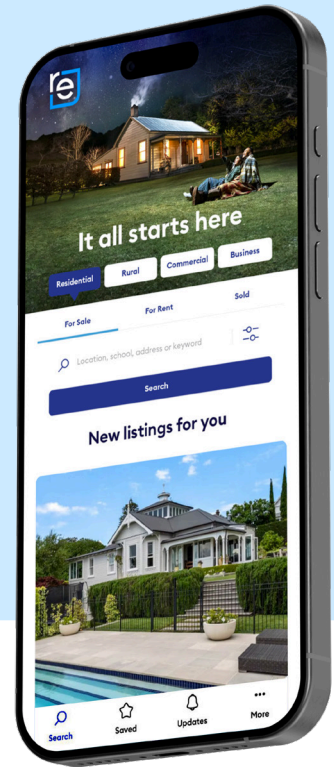 re
It all starts here
Residential Rural Commercial Business
For Sale For Rent Sold
Location, school, address or keyword
Search
New listings for you
Search Saved Updates More